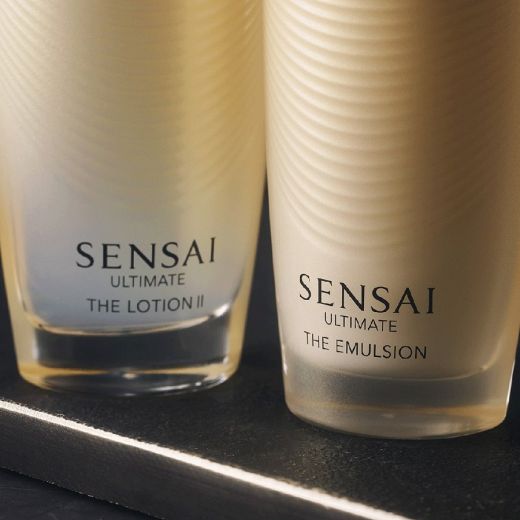 SENSAI
ULTIMATE
THE LOTION II
SENSAI
ULTIMATE
THE EMULSION